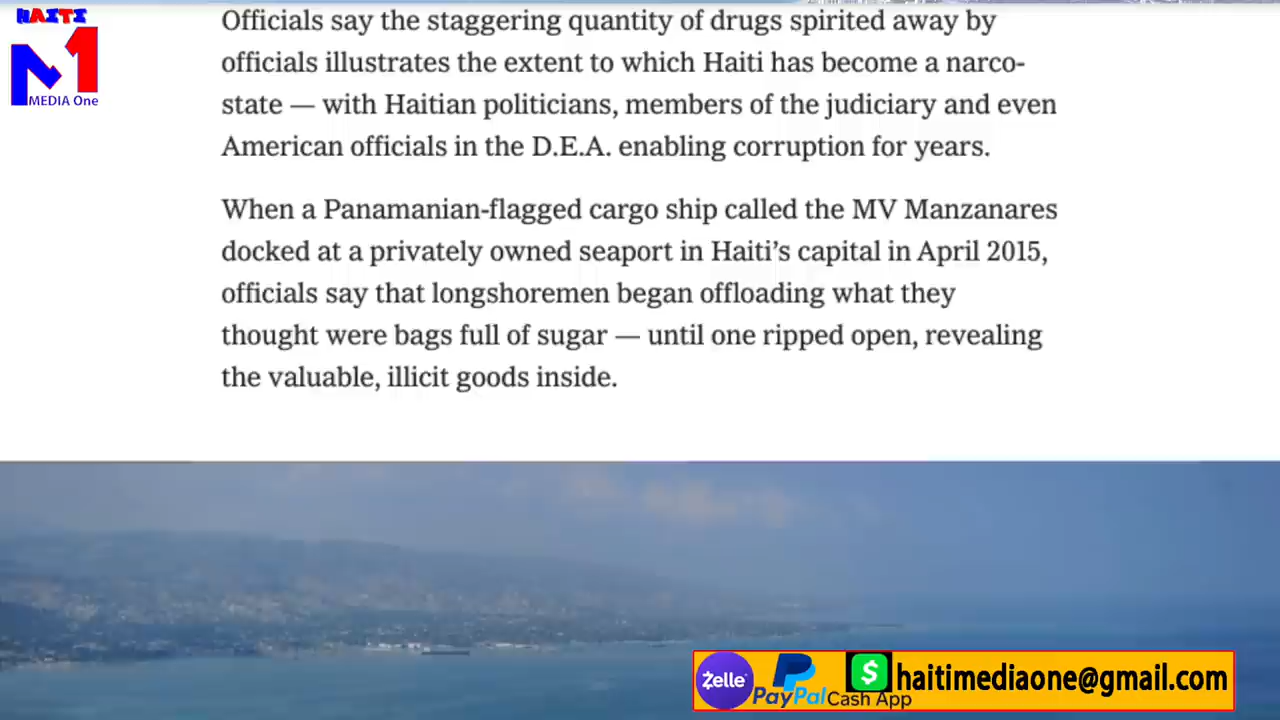 HAITI
M1
MEDIA One
Officials say the staggering quantity of drugs spirited away by
officials illustrates the extent to which Haiti has become a narco-
state — with Haitian politicians, members of the judiciary and even
American officials in the D.E.A. enabling corruption for years.
When a Panamanian-flagged cargo ship called the MV Manzanares
docked at a privately owned seaport in Haiti’s capital in April 2015,
officials say that longshoremen began offloading what they
thought were bags full of sugar — until one ripped open, revealing
the valuable, illicit goods inside.
Zelle
PayPal
$
Cash App
haitimediaone@gmail.com